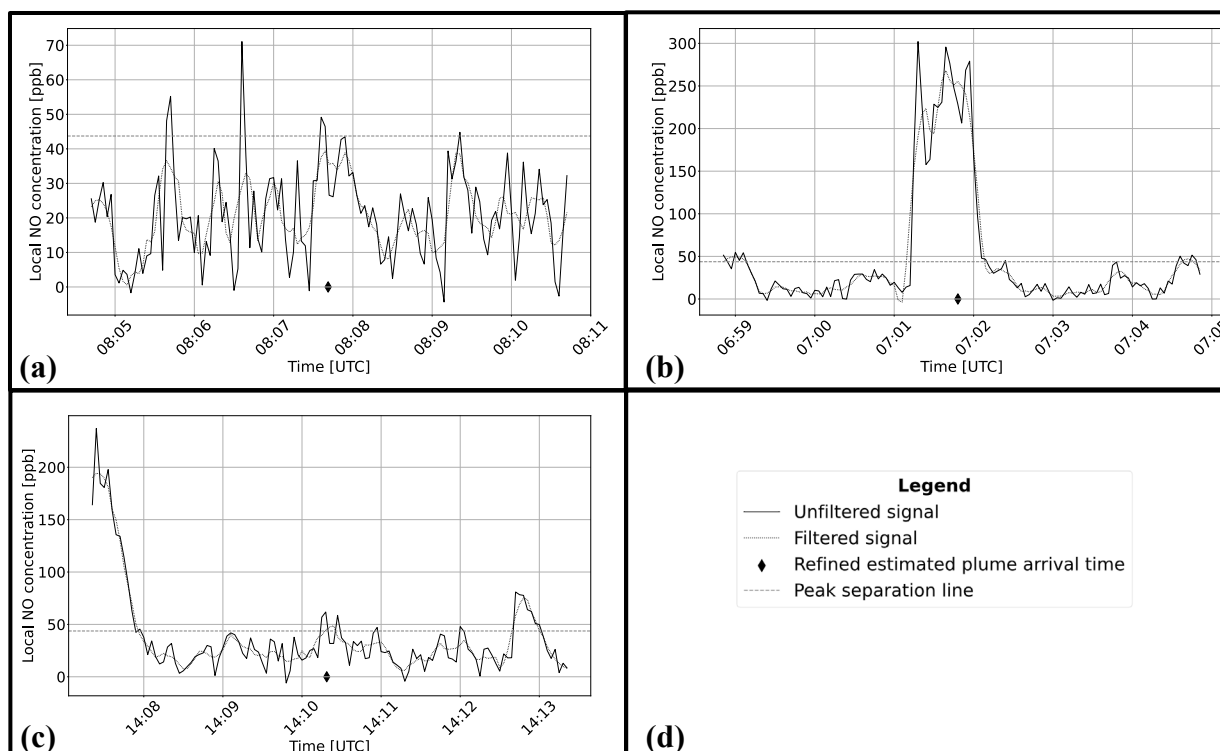 Local NO concentration [ppb]
70
60
50
40
30
20
10
0
08:05
08:06
08:07
08:08
08:09
08:10
08:11
Time [UTC]
(a)
Local NO concentration [ppb]
300
250
200
150
100
50
0
06:59
07:00
07:01
07:02
07:03
07:04
Time [UTC]
(b)
Local NO concentration [ppb]
200
150
100
50
0
14:08
14:09
14:10
14:11
14:12
14:13
Time [UTC]
(c)
Legend
Unfiltered signal
Filtered signal
Refined estimated plume arrival time
Peak separation line
(d)